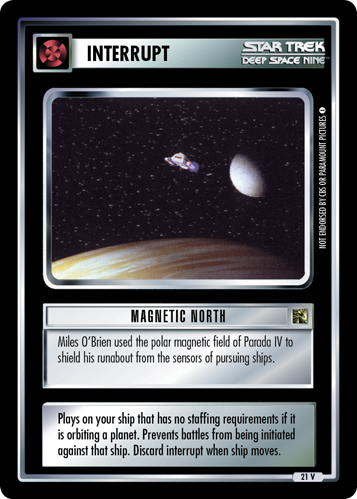 INTERRUPT
STAR TREK
DEEP SPACE NINE™
NOT ENDORSED BY CBS OR PARAMOUNT PICTURES
MAGNETIC NORTH
Miles O'Brien used the polar magnetic field of Parada IV to
shield his runabout from the sensors of pursuing ships.
Plays on your ship that has no staffing requirements if it
is orbiting a planet. Prevents battles from being initiated
against that ship. Discard interrupt when ship moves.
21 V